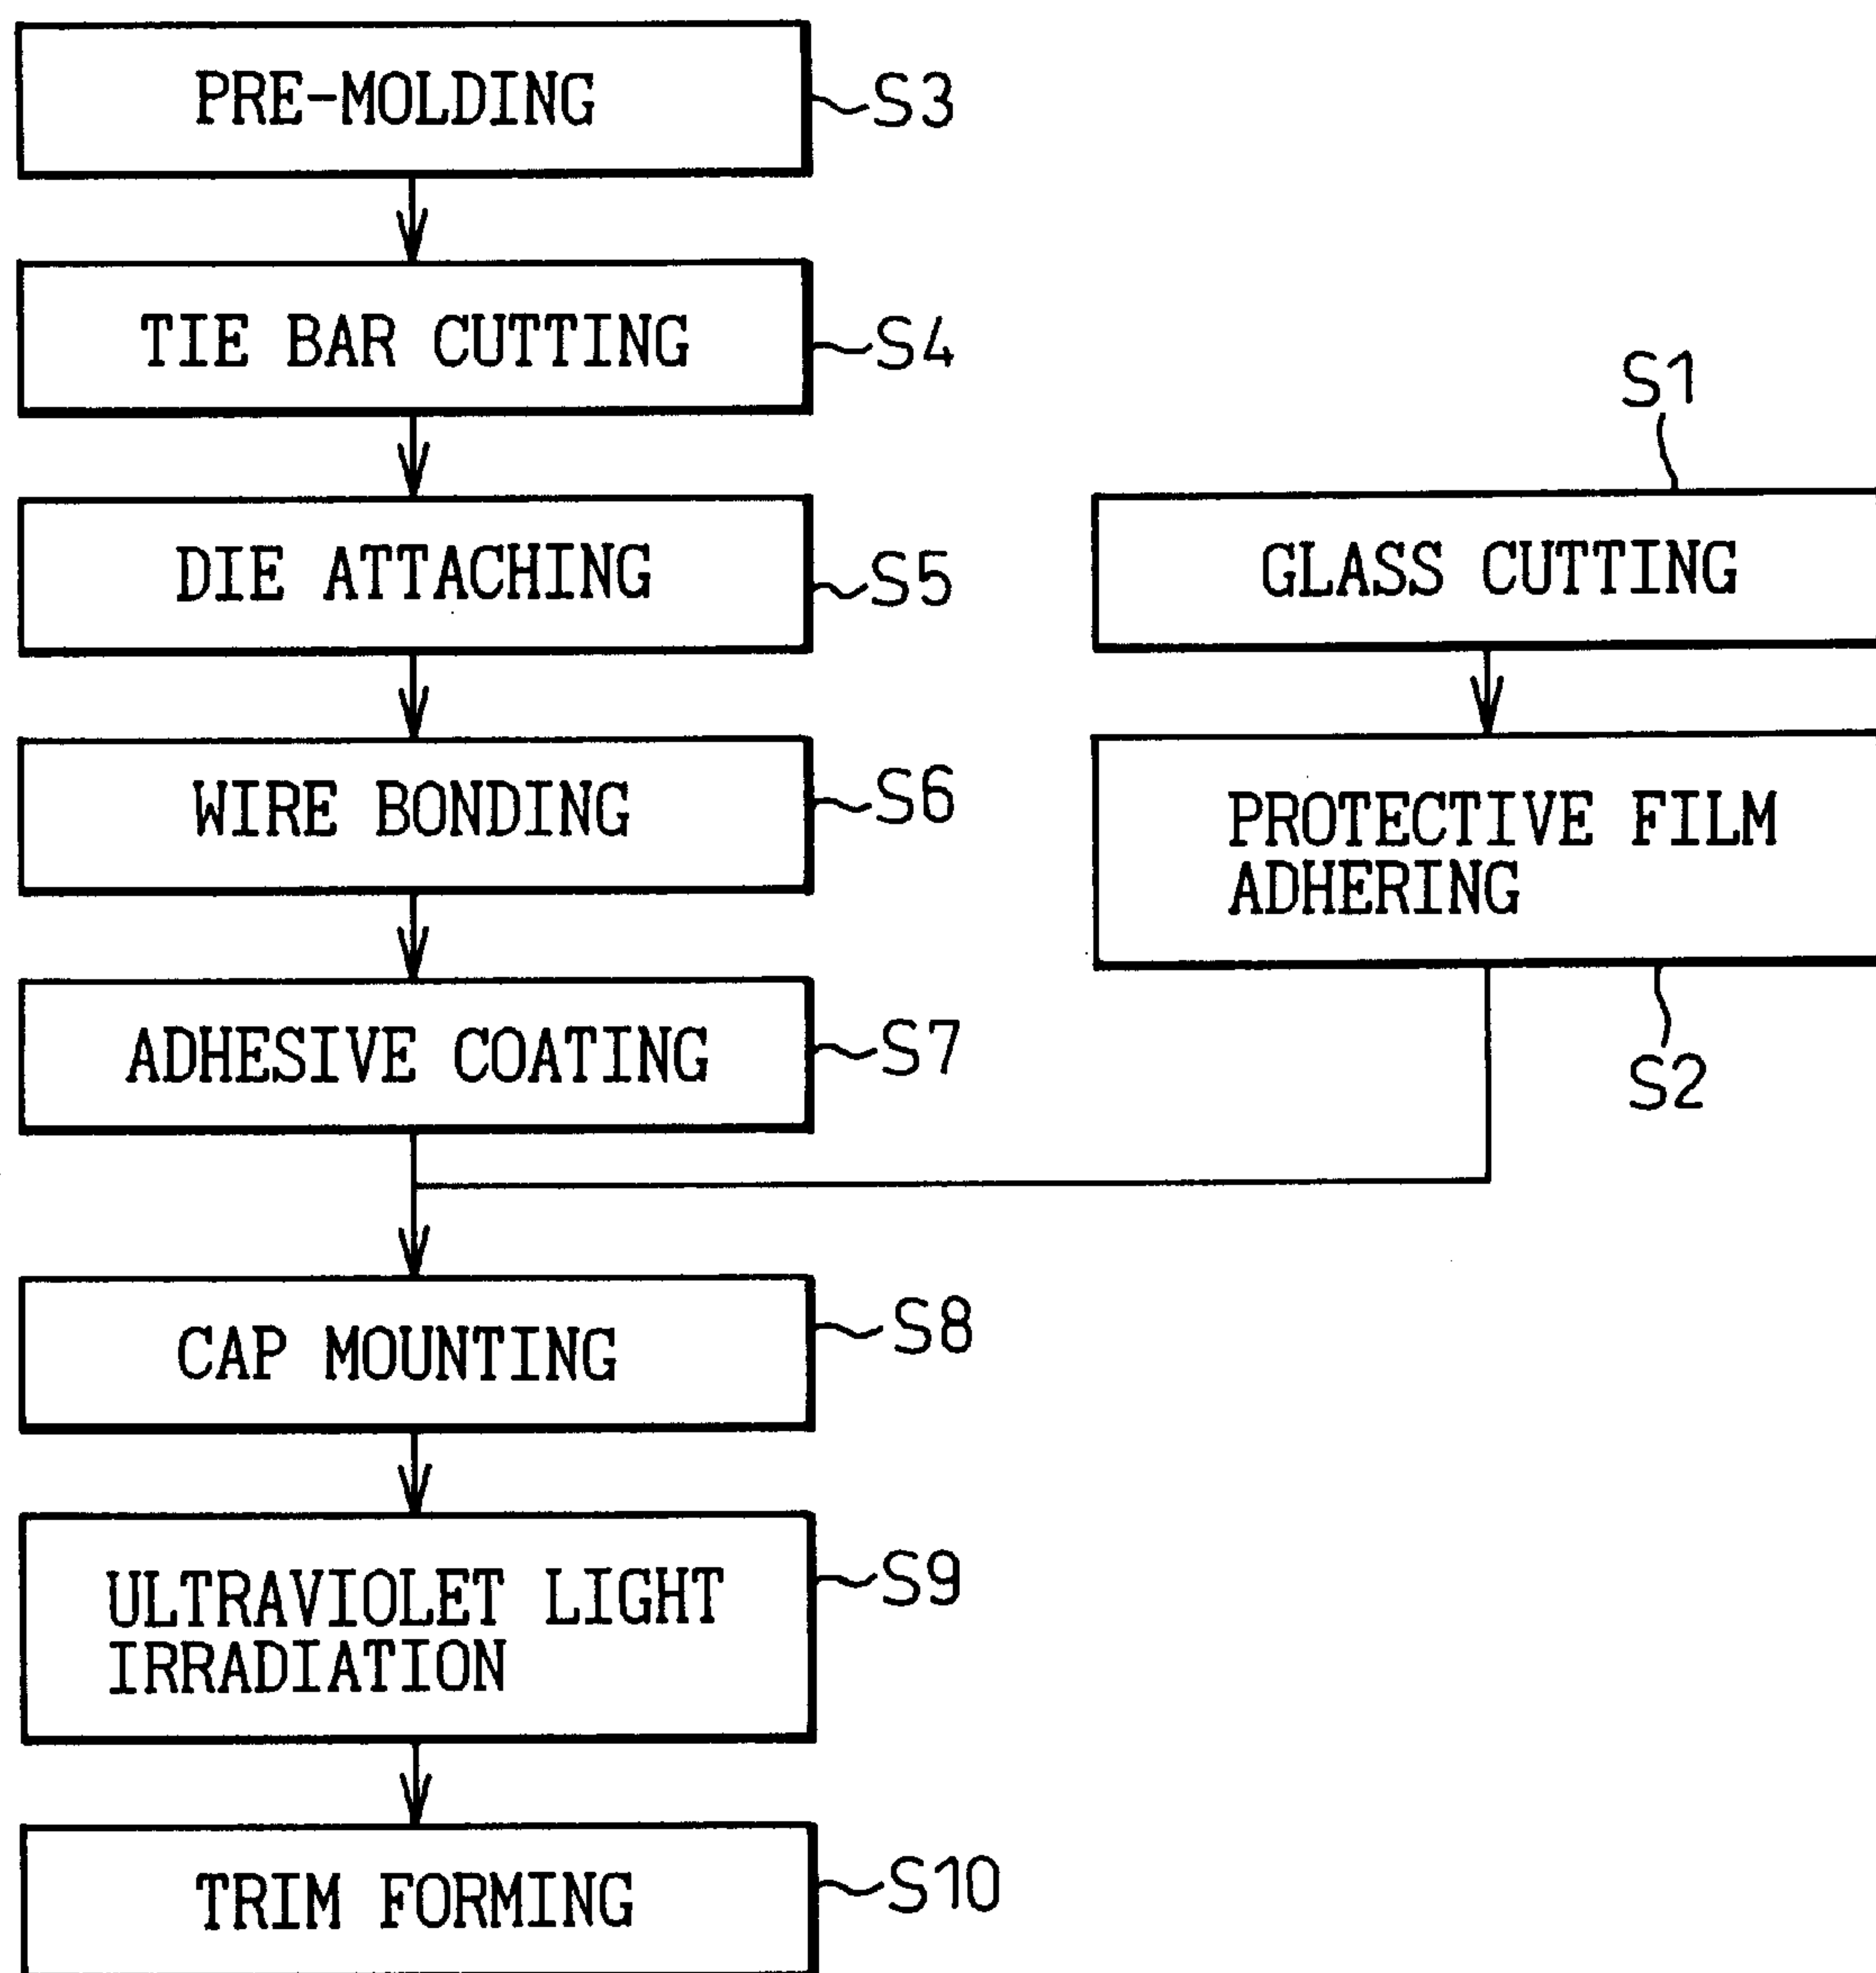 PRE-MOLDING
S3
TIE BAR CUTTING
S4
DIE ATTACHING
S5
WIRE BONDING
S6
ADHESIVE COATING
S7
S1
GLASS CUTTING
PROTECTIVE FILM
ADHERING
S2
CAP MOUNTING
S8
ULTRAVIOLET LIGHT
IRRADIATION
S9
TRIM FORMING
S10